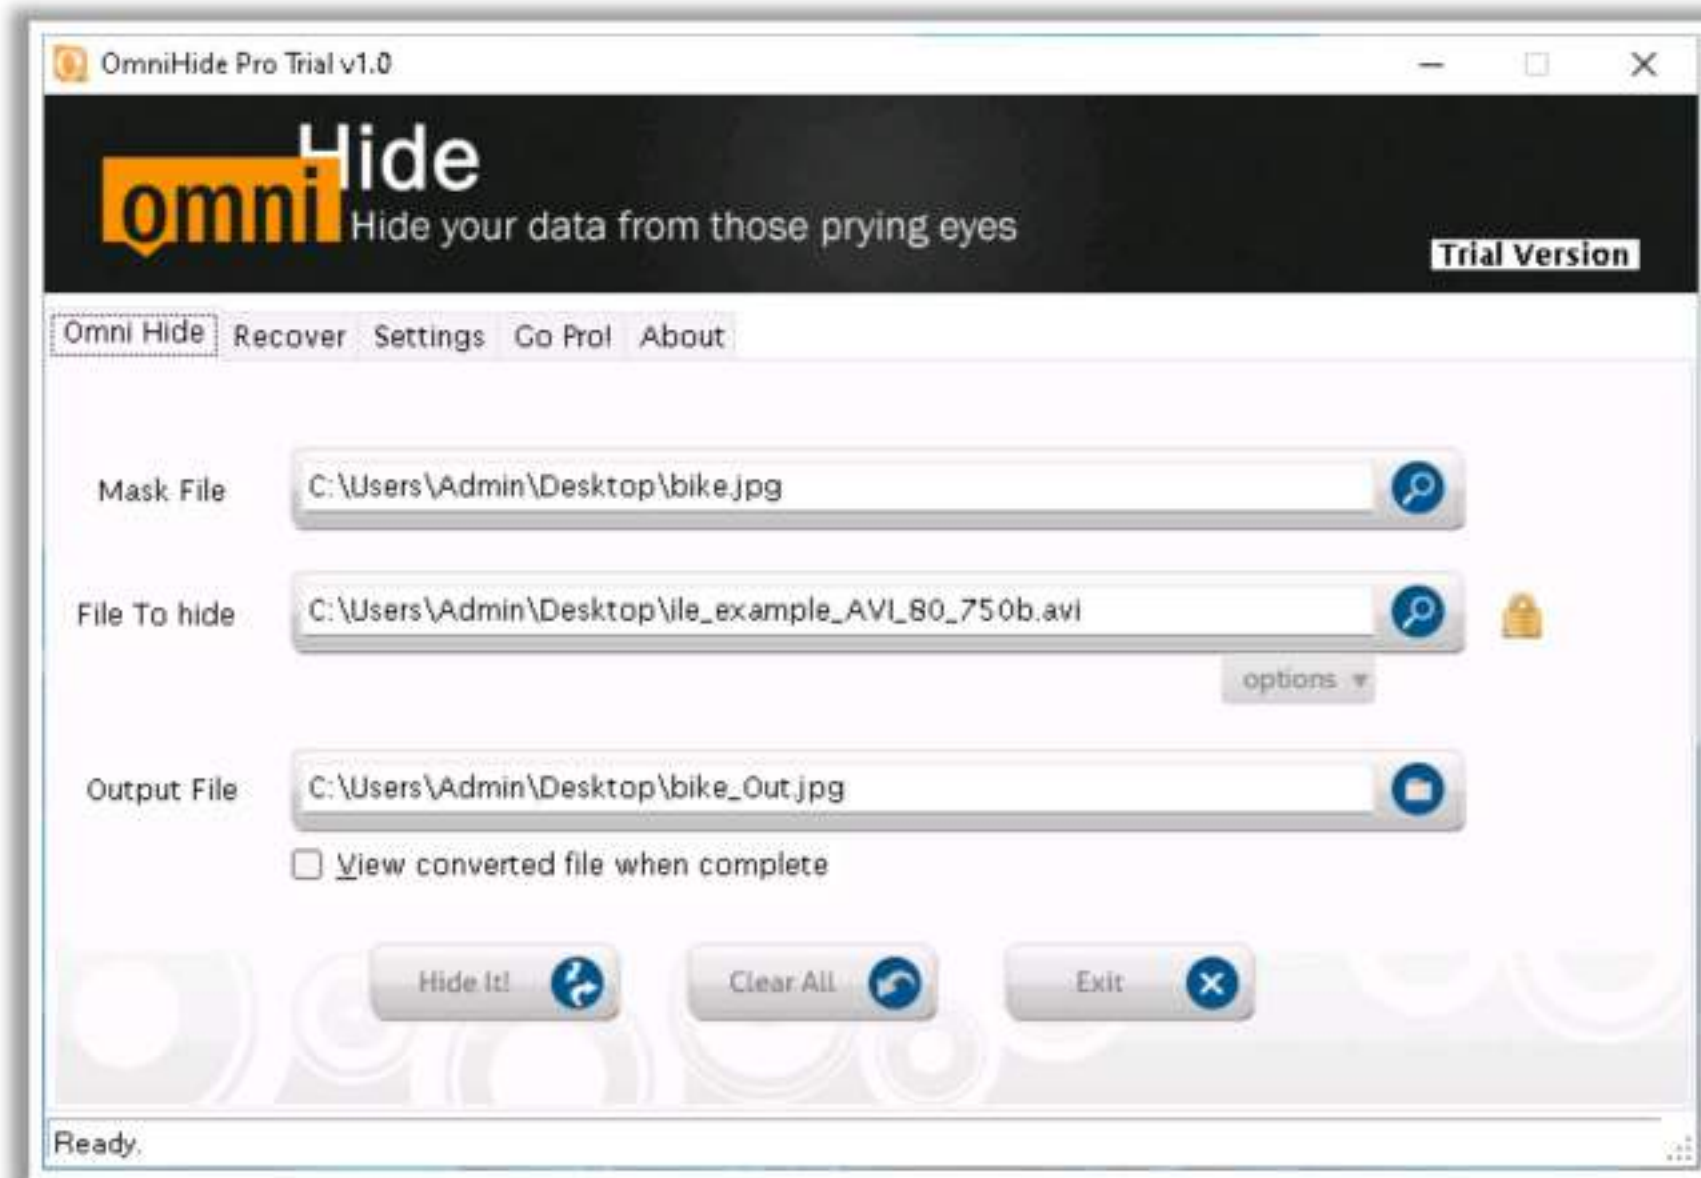 OmniHide Pro Trial v1.0
omni Hide
Hide your data from those prying eyes
Trial Version
Omni Hide Recover Settings Go Pro! About
Mask File C:\Users\Admin\Desktop\bike.jpg
File To hide C:\Users\Admin\Desktop\ile_example_AVI_80_750b.avi
options
Output File C:\Users\Admin\Desktop\bike_Out.jpg
View converted file when complete
Hide It! Clear All Exit
Ready.